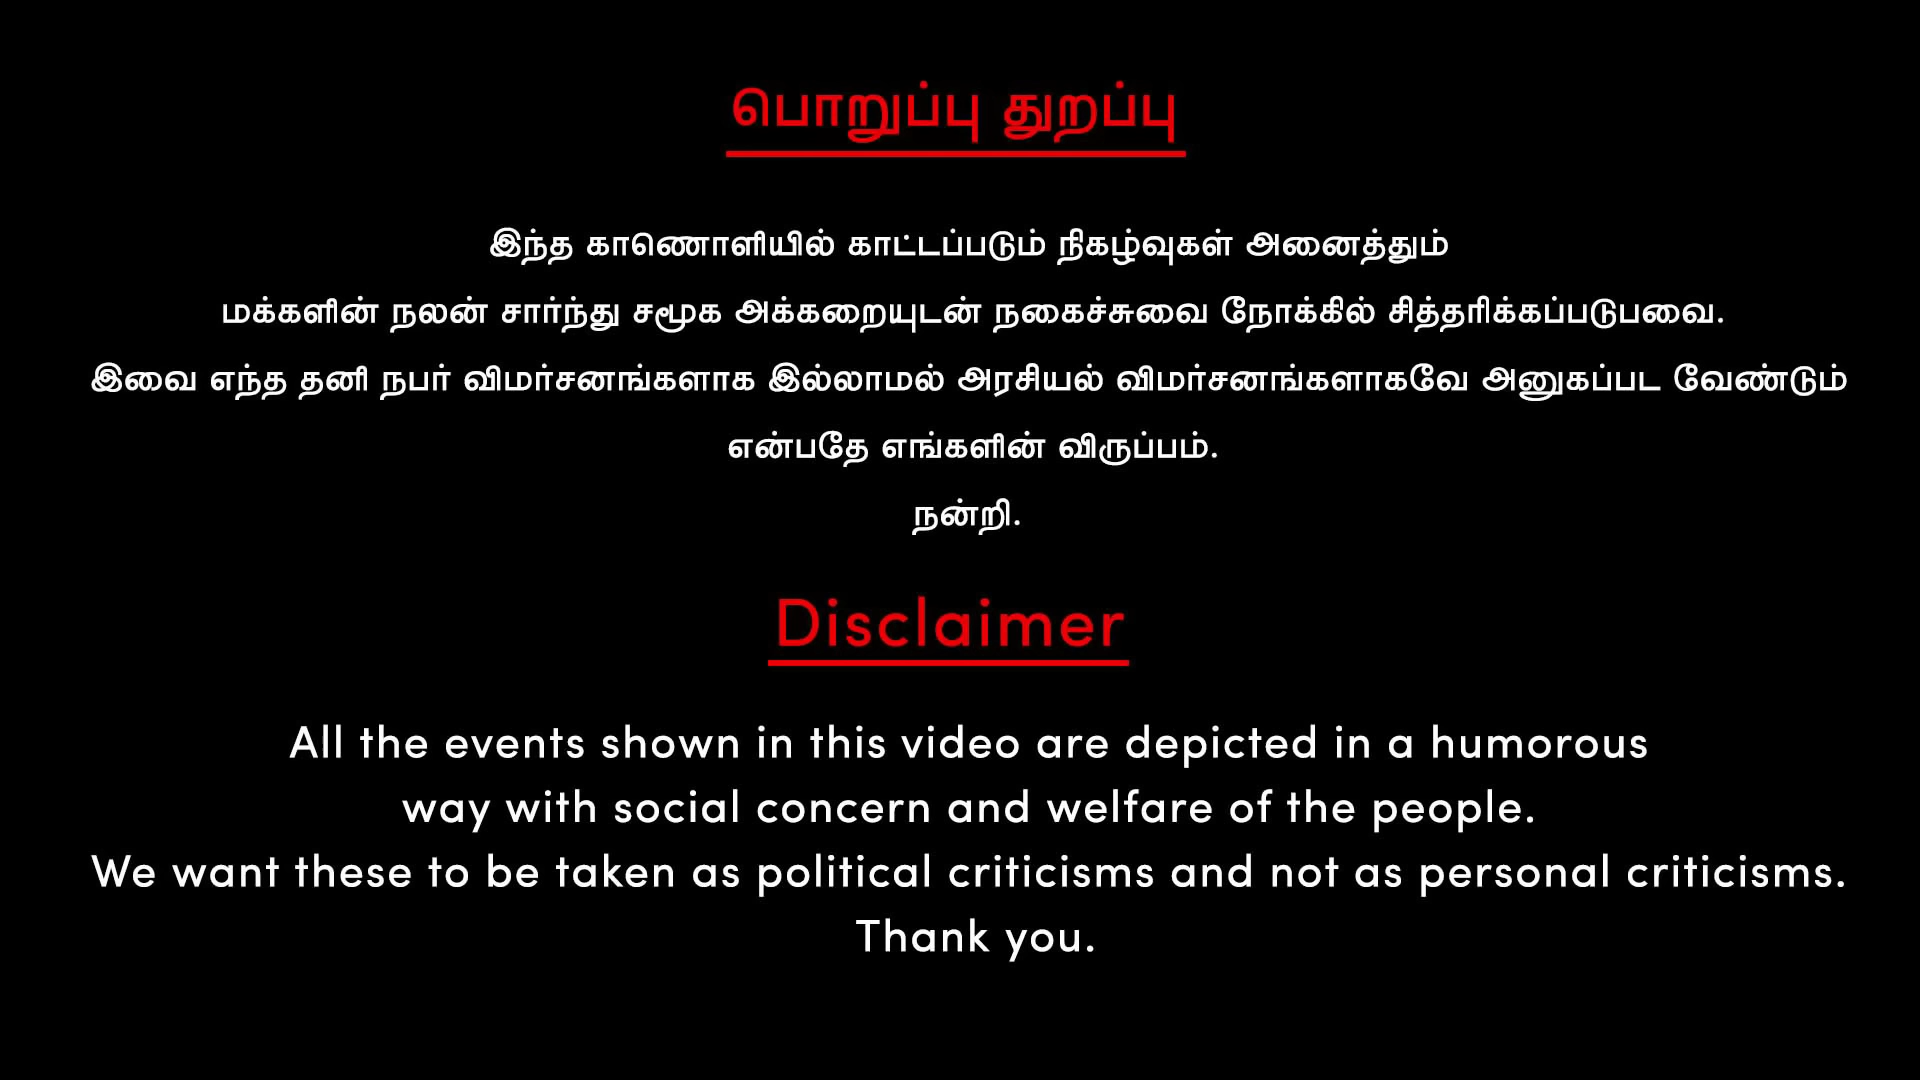 பொறுப்பு துறப்பு
இந்த காணொளியில் காட்டப்படும் நிகழ்வுகள் அனைத்தும்
மக்களின் நலன் சார்ந்து சமூக அக்கறையுடன் நகைச்சுவை நோக்கில் சித்தரிக்கப்படுபவை.
இவை எந்த தனி நபர் விமர்சனங்களாக இல்லாமல் அரசியல் விமர்சனங்களாகவே அனுகப்பட வேண்டும்
என்பதே எங்களின் விருப்பம்.
நன்றி.
Disclaimer
All the events shown in this video are depicted in a humorous
way with social concern and welfare of the people.
We want these to be taken as political criticisms and not as personal criticisms.
Thank you.